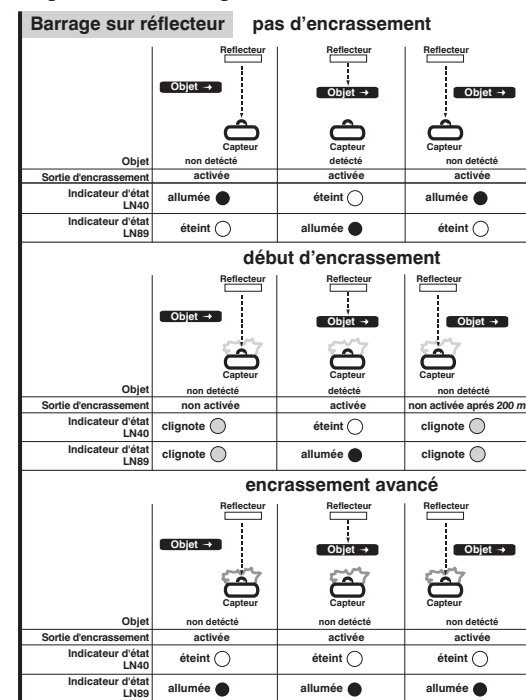 Barrage sur réflecteur pas d'encrassement
Reflecteur Reflecteur Reflecteur
Objet → Objet → Objet →
Capteur Capteur Capteur
Objet non detécté detécté non detécté
Sortie d'encrassement activée activée activée
Indicateur d'état
LN40 allumée éteint allumée
Indicateur d'état
LN89 éteint allumée éteint
début d'encrassement
Reflecteur Reflecteur Reflecteur
Objet → Objet → Objet →
Capteur Capteur Capteur
Objet non detécté detécté non detécté
Sortie d'encrassement non activée activée non activée aprés 200 m
Indicateur d'état
LN40 clignote éteint clignote
Indicateur d'état
LN89 clignote allumée clignote
encrassement avancé
Reflecteur Reflecteur Reflecteur
Objet → Objet → Objet →
Capteur Capteur Capteur
Objet non detécté non detécté non detécté
Sortie d'encrassement activée activée activée
Indicateur d'état
LN40 éteint éteint éteint
Indicateur d'état
LN89 allumée allumée allumée